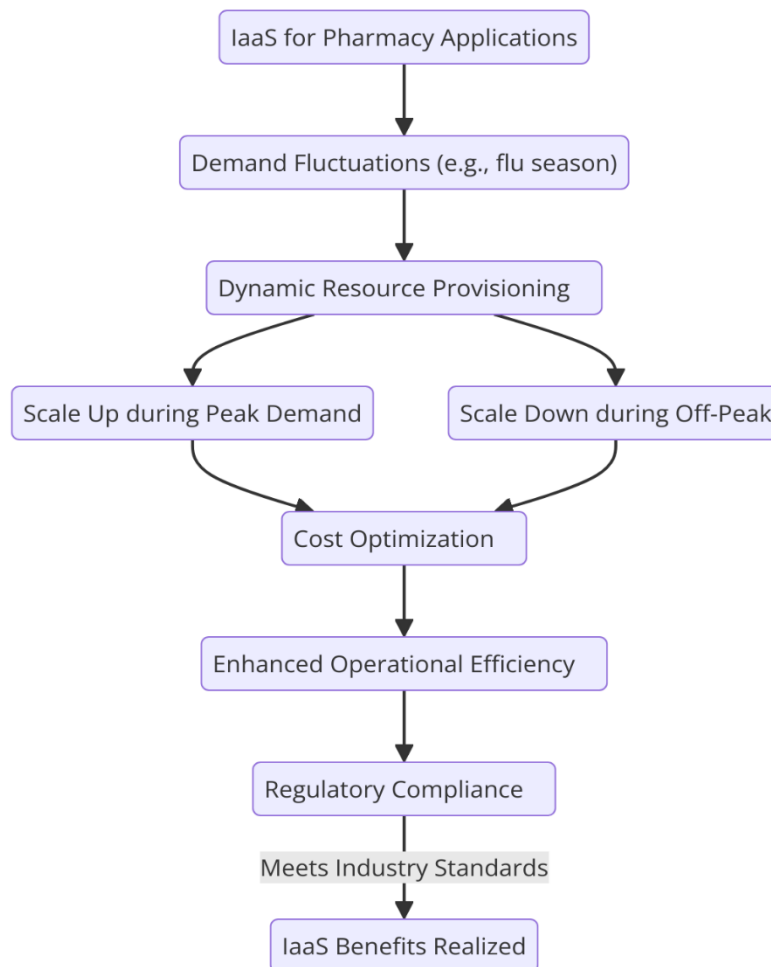 IaaS for Pharmacy Applications
Demand Fluctuations (e.g., flu season)
Dynamic Resource Provisioning
Scale Up during Peak Demand
Scale Down during Off-Peak
Cost Optimization
Enhanced Operational Efficiency
Regulatory Compliance
Meets Industry Standards
IaaS Benefits Realized